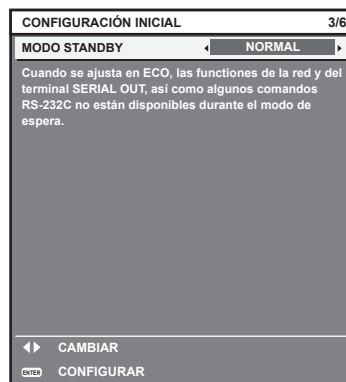 CONFIGURACIÓN INICIAL 3/6
MODO STANDBY NORMAL
Cuando se ajusta en ECO, las functiones de la red y del
terminal SERIAL OUT, así como algunos comandos
RS-232C no están disponibles durante el modo de
espera.
CAMBIAR
ENTER CONFIGURAR